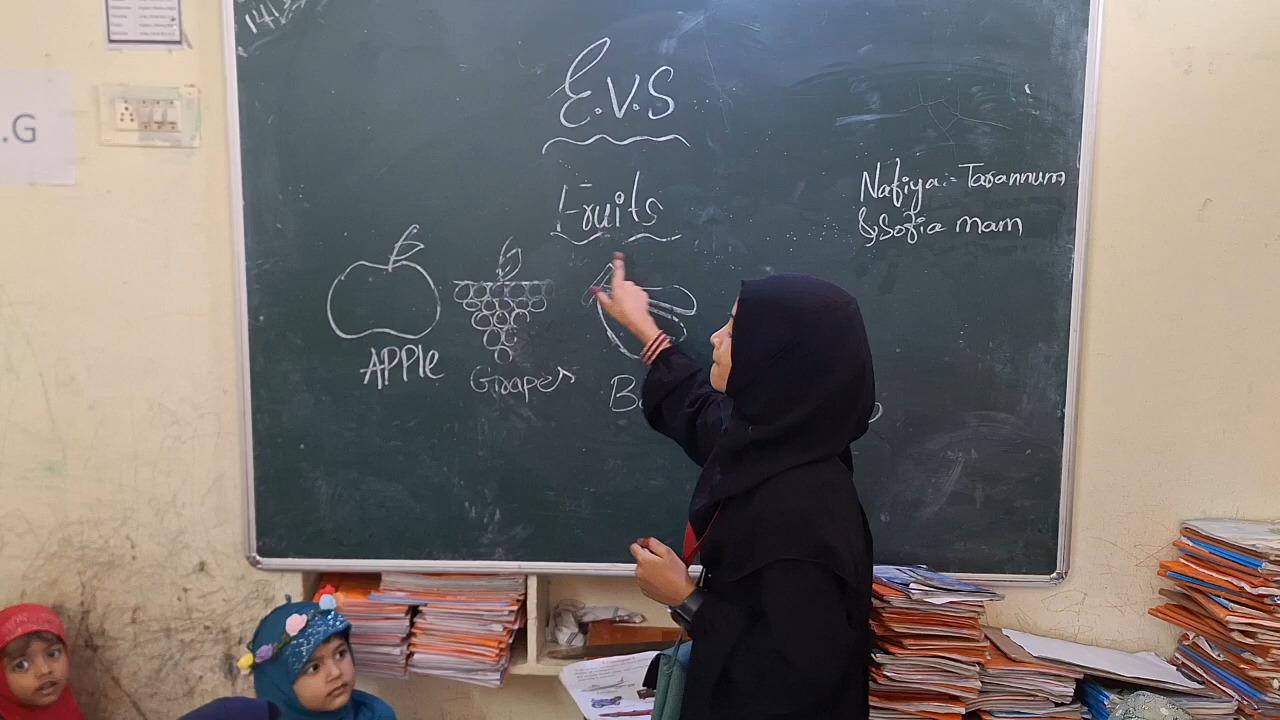 E.V.S
Fruits
Nafiya:- Tarannum
& Sofia mam
APPle
Grapes
.G